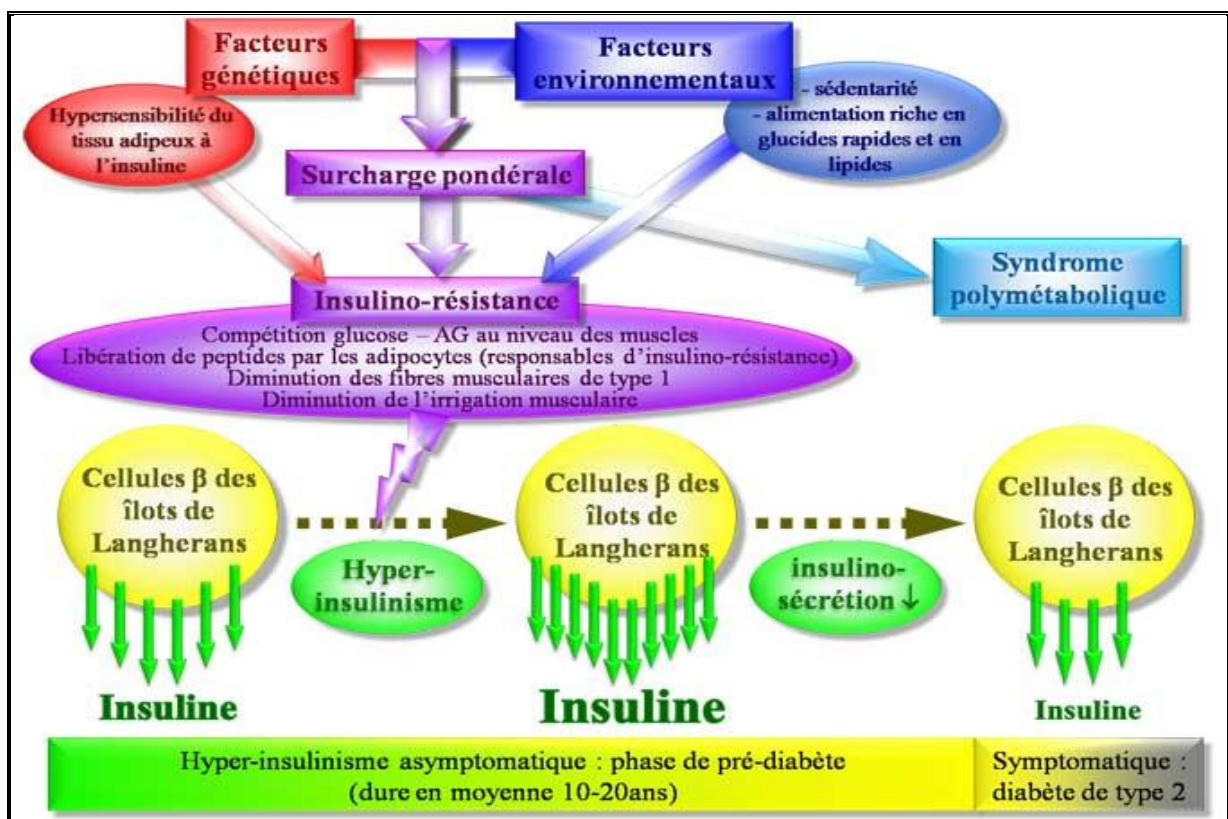 Facteurs
génétiques
Facteurs
environnementaux
Hypersensibilité du
tissu adipeux à
l'insuline
- sédentarité
- alimentation riche en
glucides rapides et en
lipides
Surcharge pondérale
Syndrome
polymétabolique
Insulino-résistance
Compétition glucose – AG au niveau des muscles
Libération de peptides par les adipocytes (responsables d'insulino-résistance)
Diminution des fibres musculaires de type 1
Diminution de l'irrigation musculaire
Cellules β des
îlots de
Langherans
Hyper-
insulinisme
Cellules β des
îlots de
Langherans
insulino-
sécrétion ↓
Cellules β des
îlots de
Langherans
Insuline
Insuline
Insuline
Hyper-insulinisme asymptomatique : phase de pré-diabète
(dure en moyenne 10-20ans)
Symptomatique :
diabète de type 2